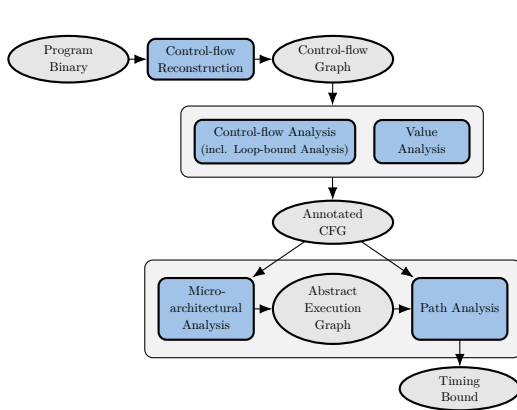 Program
Binary
Control-flow
Reconstruction
Control-flow
Graph
Control-flow Analysis
(incl. Loop-bound Analysis)
Value
Analysis
Annotated
CFG
Micro-
architectural
Analysis
Abstract
Execution
Graph
Path Analysis
Timing
Bound